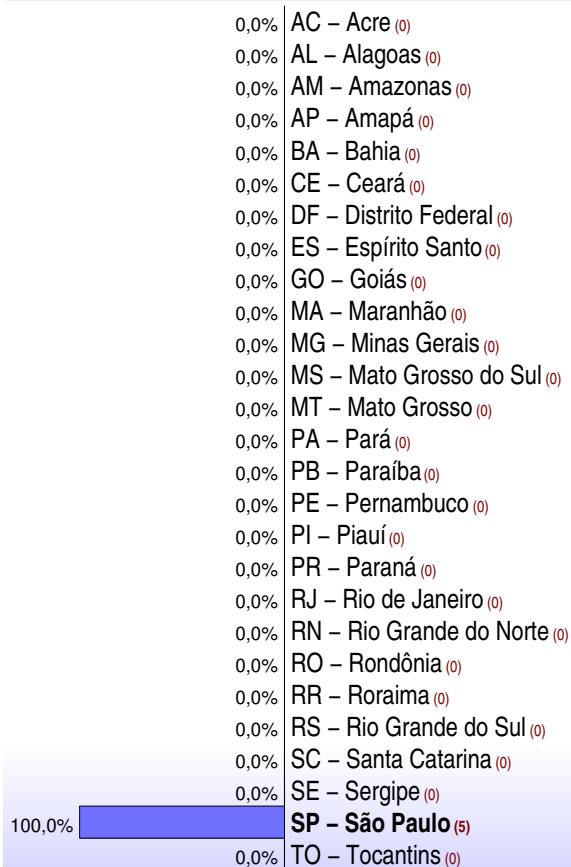 0,0% AC – Acre (0)
0,0% AL – Alagoas (0)
0,0% AM – Amazonas (0)
0,0% AP – Amapá (0)
0,0% BA – Bahia (0)
0,0% CE – Ceará (0)
0,0% DF – Distrito Federal (0)
0,0% ES – Espírito Santo (0)
0,0% GO – Goiás (0)
0,0% MA – Maranhão (0)
0,0% MG – Minas Gerais (0)
0,0% MS – Mato Grosso do Sul (0)
0,0% MT – Mato Grosso (0)
0,0% PA – Pará (0)
0,0% PB – Paraíba (0)
0,0% PE – Pernambuco (0)
0,0% PI – Piauí (0)
0,0% PR – Paraná (0)
0,0% RJ – Rio de Janeiro (0)
0,0% RN – Rio Grande do Norte (0)
0,0% RO – Rondônia (0)
0,0% RR – Roraima (0)
0,0% RS – Rio Grande do Sul (0)
0,0% SC – Santa Catarina (0)
0,0% SE – Sergipe (0)
100,0% SP – São Paulo (5)
0,0% TO – Tocantins (0)